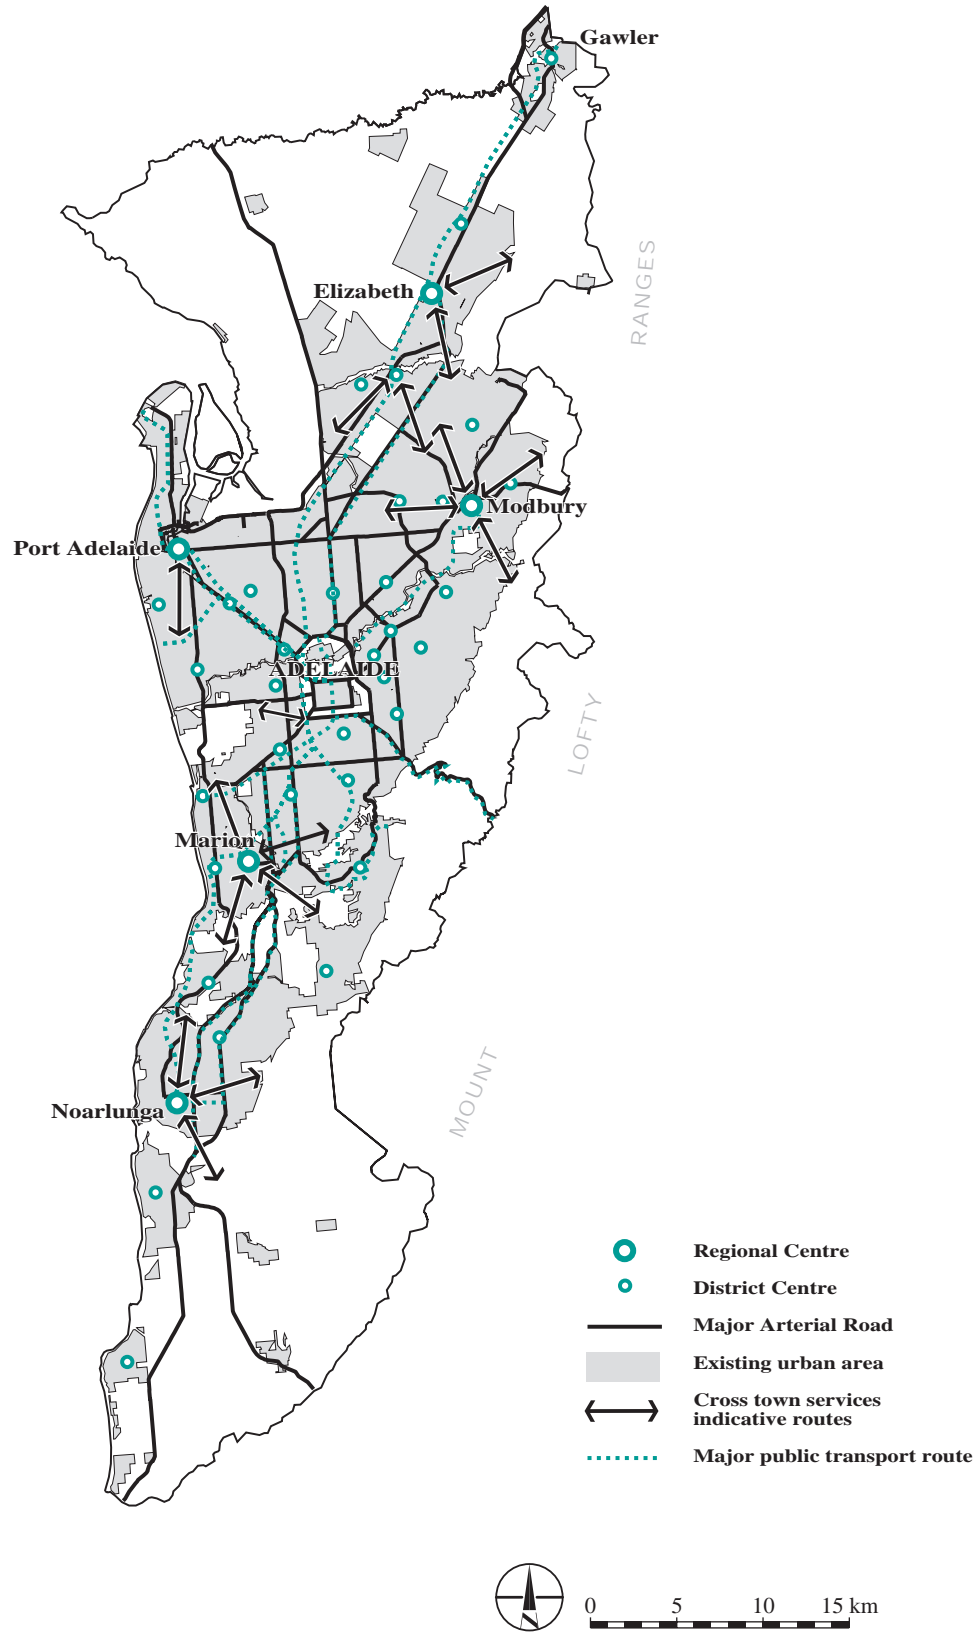 Gawler
RANGES
Elizabeth
Modbury
Port Adelaide
ADELAIDE
LOFTY
Marion
MOUNT
Noarlunga
Regional Centre
District Centre
Major Arterial Road
Existing urban area
Cross town services
indicative routes
Major public transport route
N
0 5 10 15 km